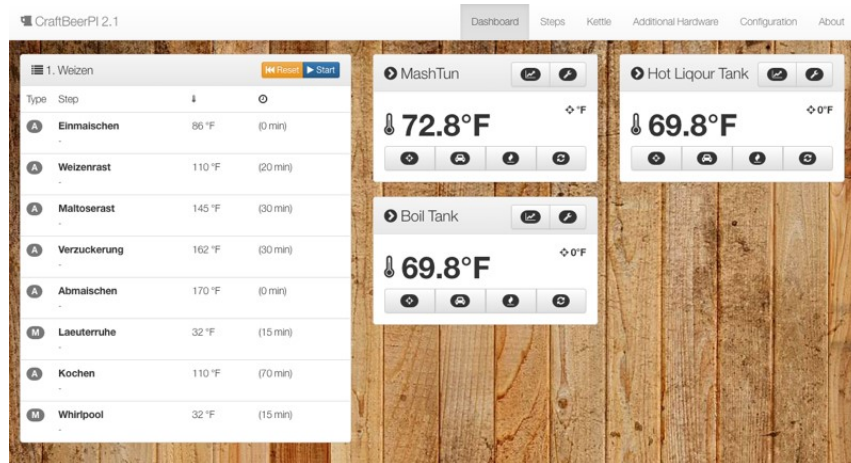 CraftBeerPI 2.1
Dashboard Steps Kettle Additional Hardware Configuration About
1. Weizen Reset Start
Type Step
A Einmaischen 86 °F (0 min)
-
A Weizenrast 110 °F (20 min)
-
A Maltoserast 145 °F (30 min)
-
A Verzuckerung 162 °F (30 min)
-
A Abmaischen 170 °F (0 min)
-
M Laeuterruhe 32 °F (15 min)
-
A Kochen 110 °F (70 min)
-
M Whirlpool 32 °F (15 min)
-
MashTun
°F
72.8°F
Hot Liqour Tank
0°F
69.8°F
Boil Tank
0°F
69.8°F